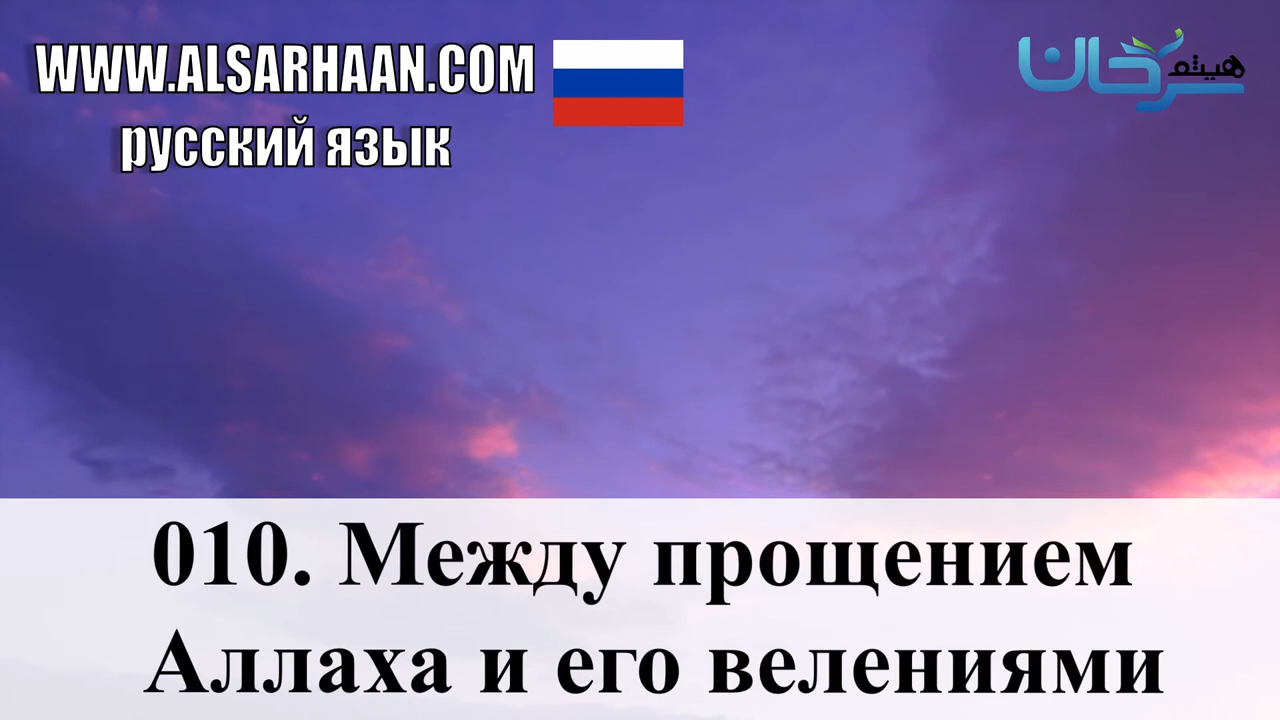 WWW.ALSARHAAN.COM
русский язык
هيثم
سرحان
010. Между прощением
Аллаха и его велениями